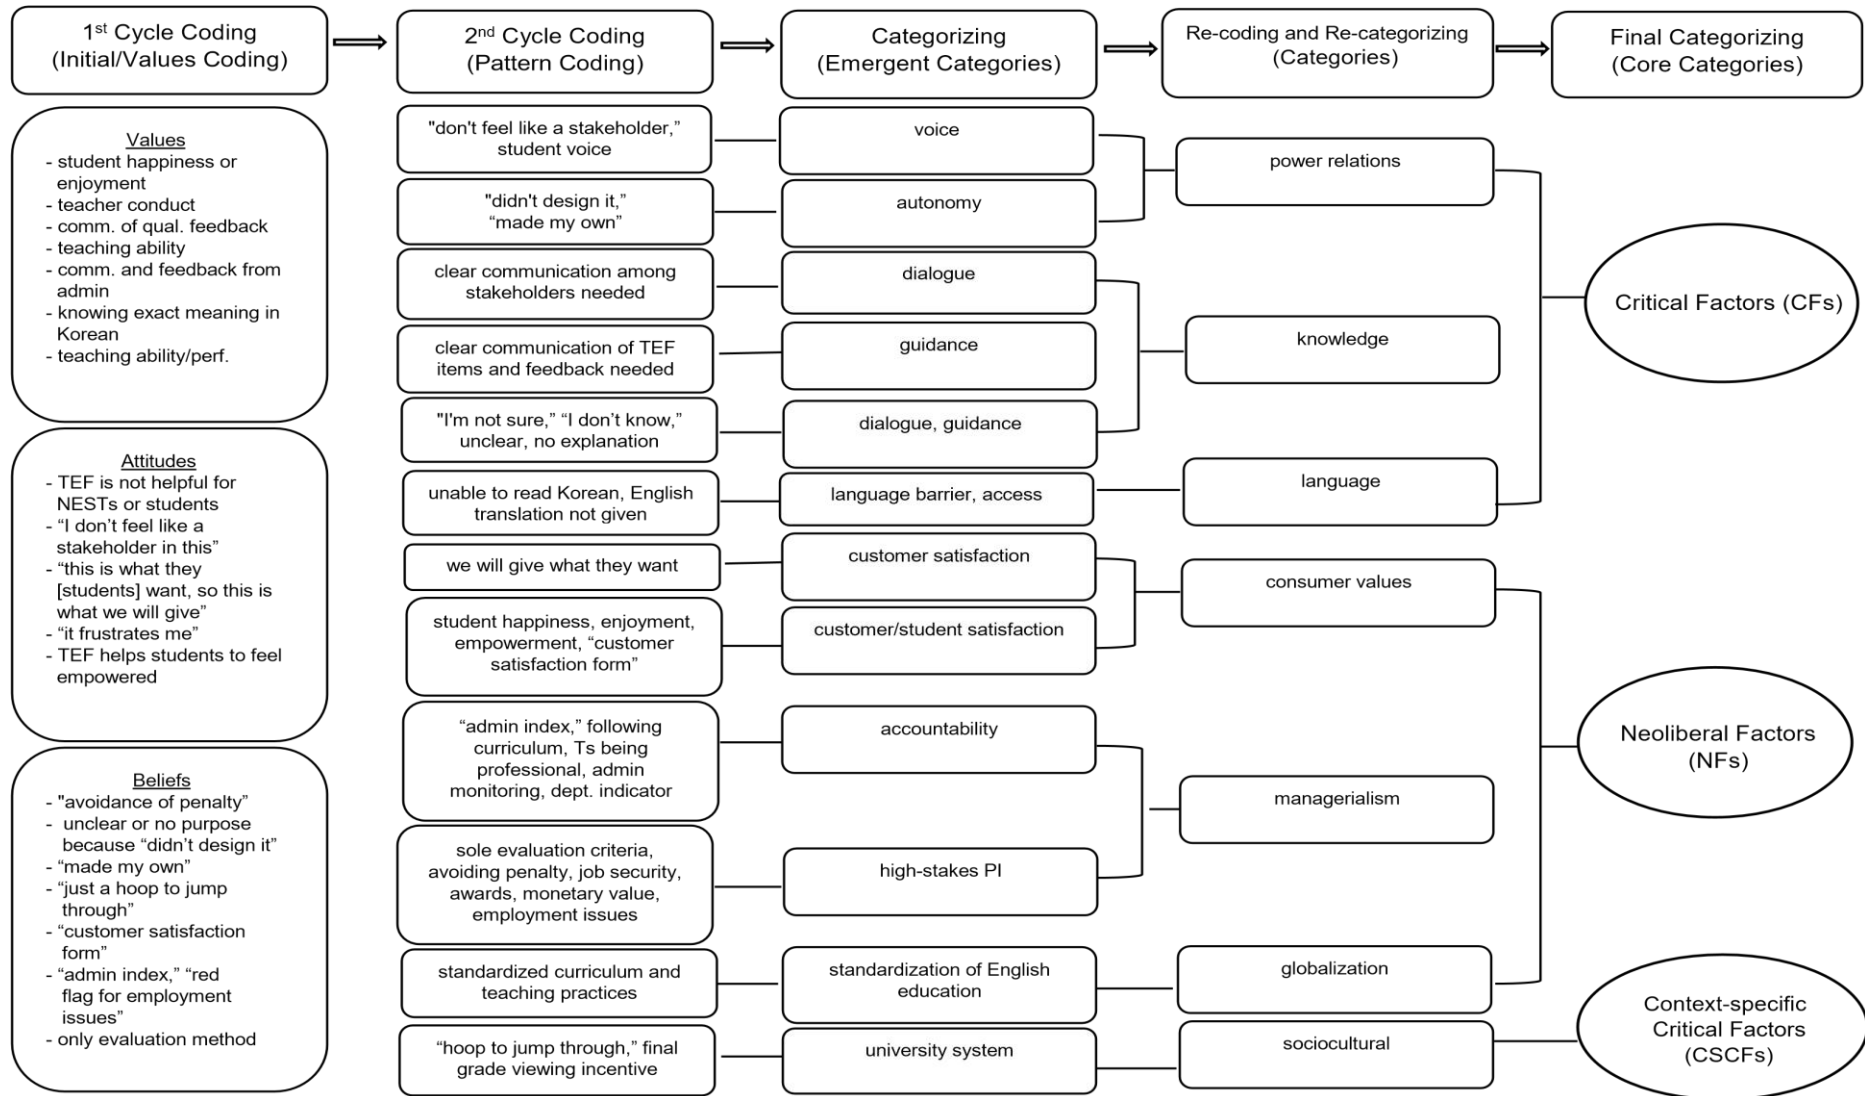 1st Cycle Coding
(Initial/Values Coding)
2nd Cycle Coding
(Pattern Coding)
Categorizing
(Emergent Categories)
Re-coding and Re-categorizing
(Categories)
Final Categorizing
(Core Categories)
Values
- student happiness or
enjoyment
- teacher conduct
- comm. of qual. feedback
- teaching ability
- comm. and feedback from
admin
- knowing exact meaning in
Korean
- teaching ability/perf.
Attitudes
- TEF is not helpful for
NESTs or students
- “I don’t feel like a
stakeholder in this”
- “this is what they
[students] want, so this is
what we will give”
- “it frustrates me”
- TEF helps students to feel
empowered
Beliefs
- "avoidance of penalty”
- unclear or no purpose
because “didn’t design it”
- “made my own”
- “just a hoop to jump
through”
- “customer satisfaction
form”
- “admin index,” “red
flag for employment
issues”
- only evaluation method
"don't feel like a stakeholder,”
student voice
"didn't design it,”
“made my own”
clear communication among
stakeholders needed
clear communication of TEF
items and feedback needed
"I'm not sure,” “I don’t know,”
unclear, no explanation
unable to read Korean, English
translation not given
we will give what they want
student happiness, enjoyment,
empowerment, “customer
satisfaction form”
“admin index,” following
curriculum, Ts being
professional, admin
monitoring, dept. indicator
sole evaluation criteria,
avoiding penalty, job security,
awards, monetary value,
employment issues
standardized curriculum and
teaching practices
“hoop to jump through,” final
grade viewing incentive
voice
autonomy
dialogue
guidance
dialogue, guidance
language barrier, access
customer satisfaction
customer/student satisfaction
accountability
high-stakes PI
standardization of English
education
university system
power relations
knowledge
language
consumer values
managerialism
globalization
sociocultural
Critical Factors (CFs)
Neoliberal Factors
(NFs)
Context-specific
Critical Factors
(CSCFs)